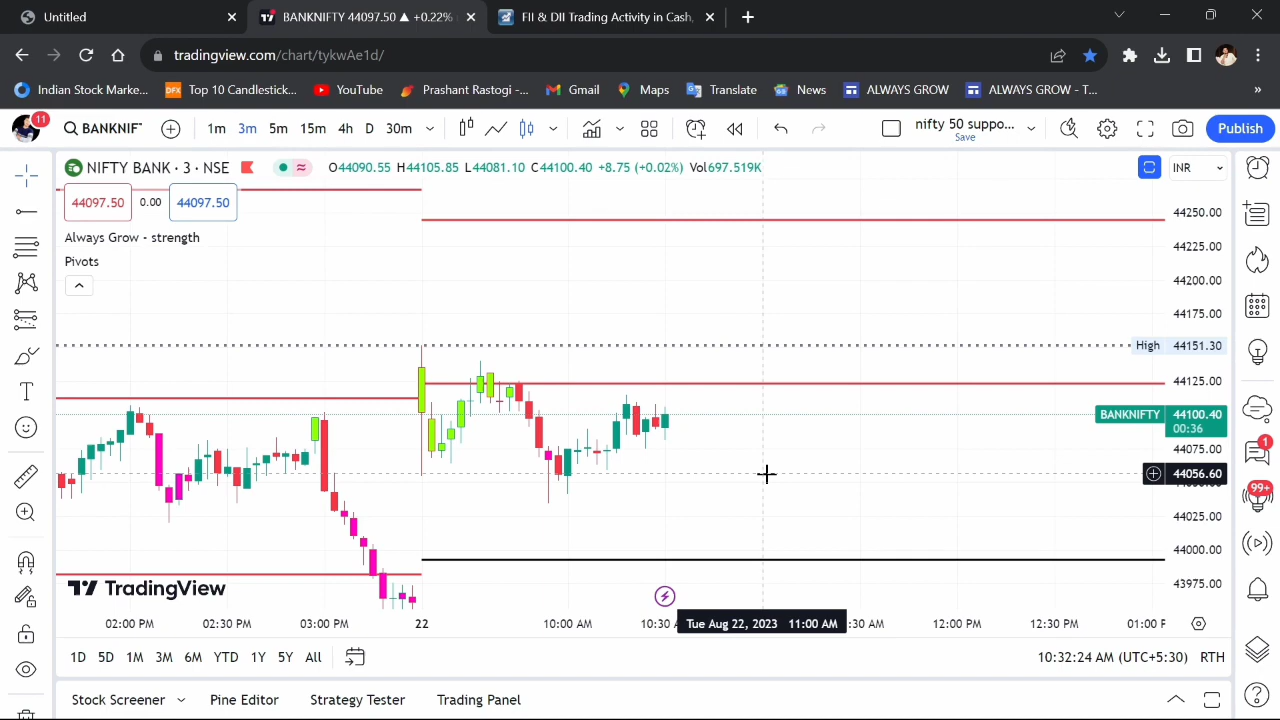 Untitled
BANKNIFTY 44097.50 ▲ +0.22%
FII & DII Trading Activity in Cash,
tradingview.com/chart/tykwAe1d/
Indian Stock Marke...
DFX Top 10 Candlestick...
YouTube
Prashant Rastogi -...
Gmail
Maps
Translate
News
ALWAYS GROW
ALWAYS GROW - T...
»
11
BANKNIF
1m 3m 5m 15m 4h D 30m
nifty 50 suppo...
Save
Publish
NIFTY BANK · 3 · NSE
O44090.55 H44105.85 L44081.10 C44100.40 +8.75 (+0.02%) Vol697.519K
INR
44097.50 0.00 44097.50
Always Grow - strength
Pivots
44250.00
44225.00
44200.00
44175.00
High 44151.30
44125.00
BANKNIFTY 44100.40
00:36
44075.00
44056.60
44025.00
44000.00
43975.00
1
99+
TradingView
02:00 PM 02:30 PM 03:00 PM 22 10:00 AM 10:30 Tue Aug 22, 2023 11:00 AM :30 AM 12:00 PM 12:30 PM 01:00
1D 5D 1M 3M 6M YTD 1Y 5Y All
10:32:24 AM (UTC+5:30) RTH
Stock Screener Pine Editor Strategy Tester Trading Panel